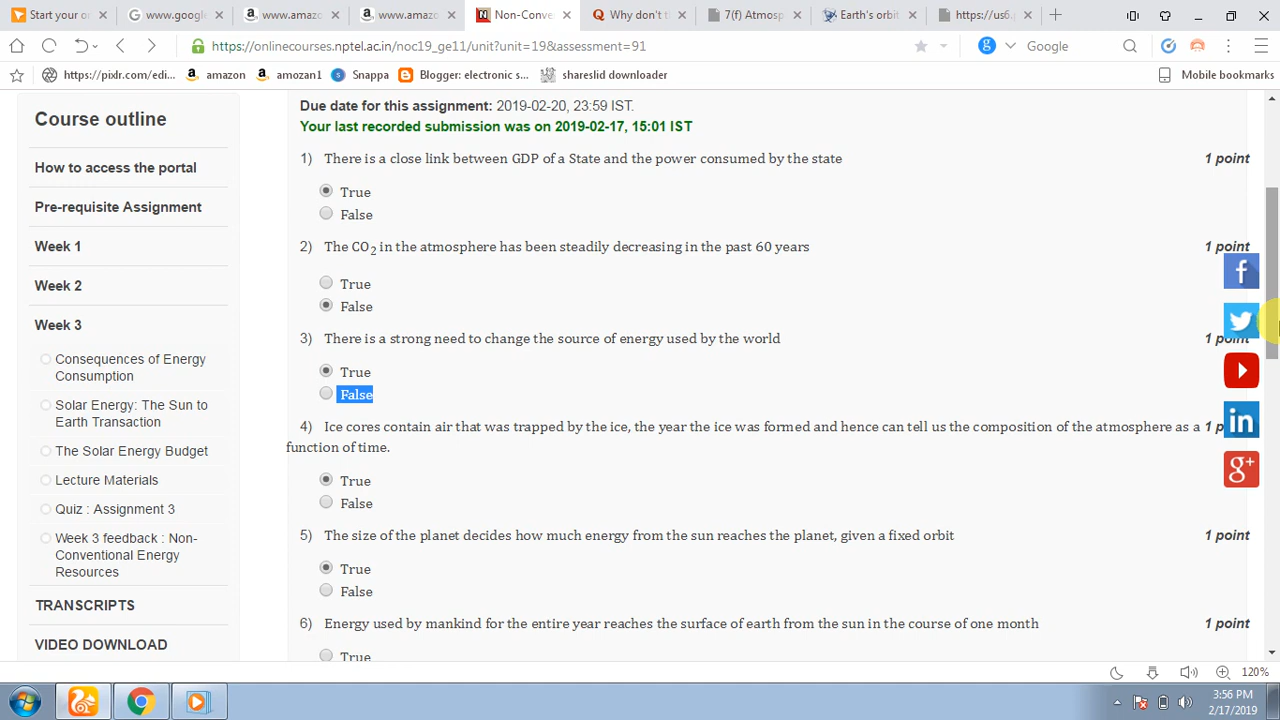 Start your or
www.googl
www.amaz
www.amazo
Non-Conve
Why don't t
7(f) Atmosp
Earth's orbit
https://us6.
https://onlinecourses.nptel.ac.in/noc19_ge11/unit?unit=19&assessment=91
Google
https://pixlr.com/edi...
amazon
amozan1
Snappa
Blogger: electronic s...
shareslid downloader
Mobile bookmarks
Course outline
How to access the portal
Pre-requisite Assignment
Week 1
Week 2
Week 3
Consequences of Energy
Consumption
Solar Energy: The Sun to
Earth Transaction
The Solar Energy Budget
Lecture Materials
Quiz : Assignment 3
Week 3 feedback : Non-
Conventional Energy
Resources
TRANSCRIPTS
VIDEO DOWNLOAD
Due date for this assignment: 2019-02-20, 23:59 IST.
Your last recorded submission was on 2019-02-17, 15:01 IST
1) There is a close link between GDP of a State and the power consumed by the state 1 point
True
False
2) The CO2 in the atmosphere has been steadily decreasing in the past 60 years 1 point
True
False
3) There is a strong need to change the source of energy used by the world 1 point
True
False
4) Ice cores contain air that was trapped by the ice, the year the ice was formed and hence can tell us the composition of the atmosphere as a 1 p
function of time.
True
False
5) The size of the planet decides how much energy from the sun reaches the planet, given a fixed orbit 1 point
True
False
6) Energy used by mankind for the entire year reaches the surface of earth from the sun in the course of one month 1 point
True
120%
3:56 PM
2/17/2019